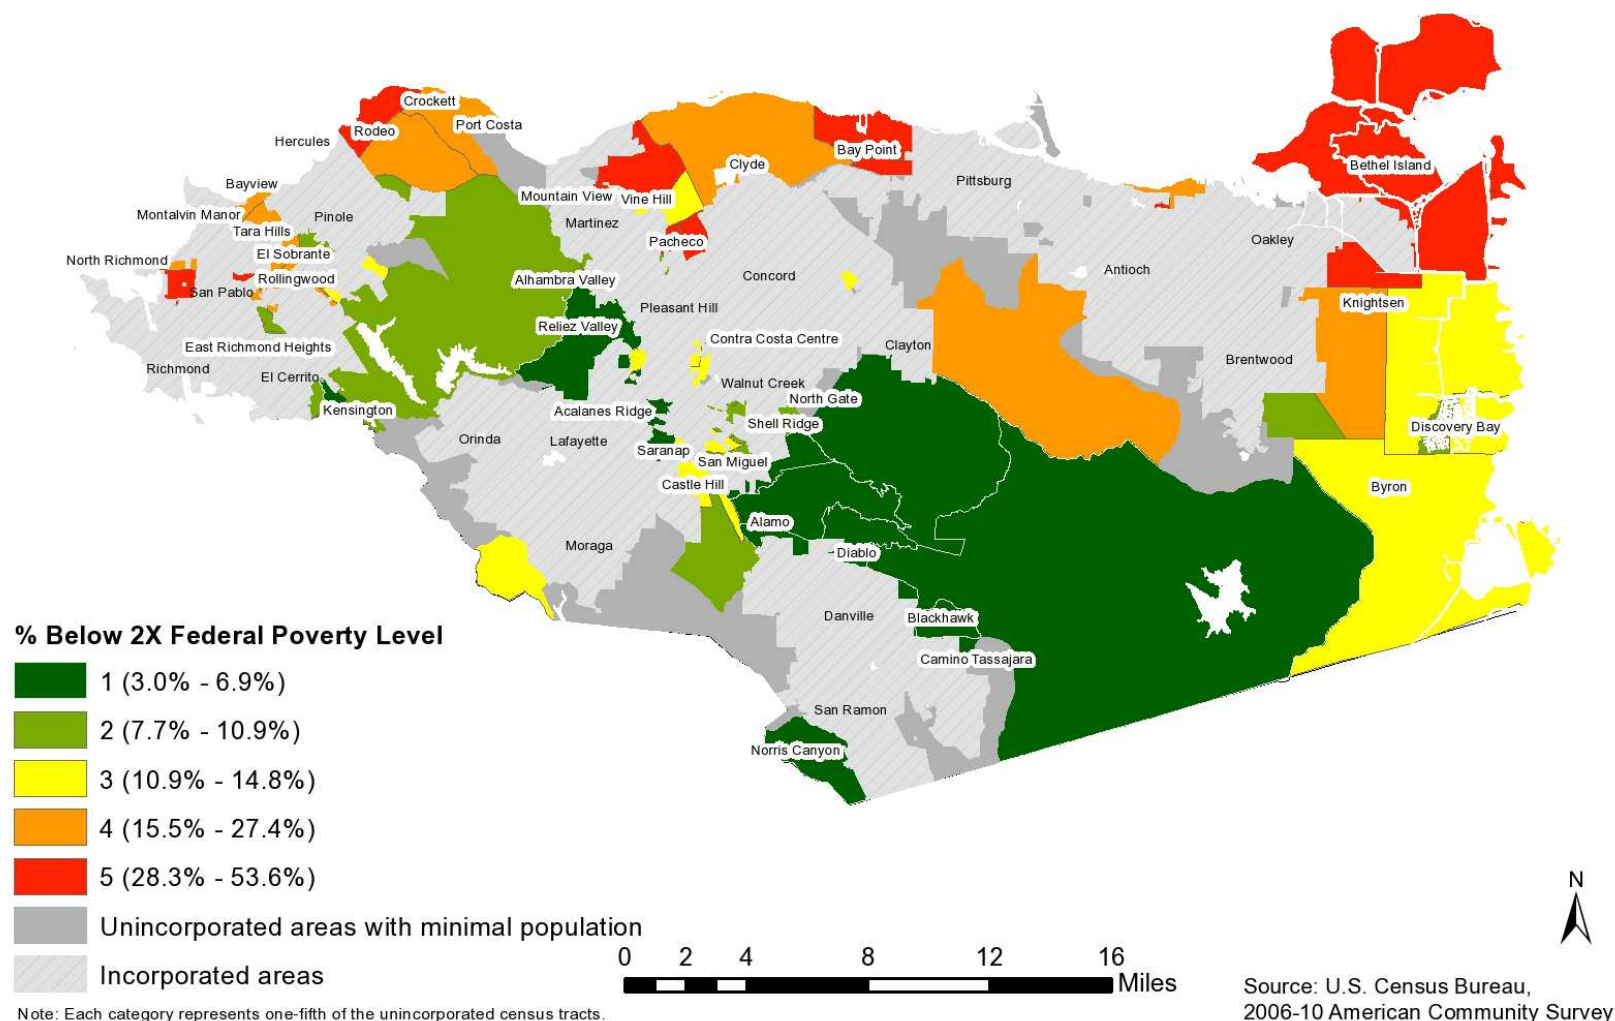 Crockett
Port Costa
Rodeo
Hercules
Bay Point
Clyde
Bethel Island
Bayview
Mountain View
Vine Hill
Pittsburg
Montalvin Manor
Pinole
Martinez
Tara Hills
Pacheco
Oakley
El Sobrante
North Richmond
Rollingwood
Alhambra Valley
Concord
Antioch
San Pablo
Pleasant Hill
Knightsen
Reliez Valley
Contra Costa Centre
East Richmond Heights
Clayton
Brentwood
Richmond
El Cerrito
Walnut Creek
North Gate
Kensington
Acalanes Ridge
Shell Ridge
Discovery Bay
Orinda
Lafayette
Saranap
San Miguel
Castle Hill
Byron
Alamo
Moraga
Diablo
Danville
Blackhawk
Camino Tassajara
San Ramon
Norris Canyon
% Below 2X Federal Poverty Level
1 (3.0% - 6.9%)
2 (7.7% - 10.9%)
3 (10.9% - 14.8%)
4 (15.5% - 27.4%)
5 (28.3% - 53.6%)
Unincorporated areas with minimal population
Incorporated areas
Note: Each category represents one-fifth of the unincorporated census tracts.
0 2 4 8 12 16
Miles
N
Source: U.S. Census Bureau,
2006-10 American Community Survey